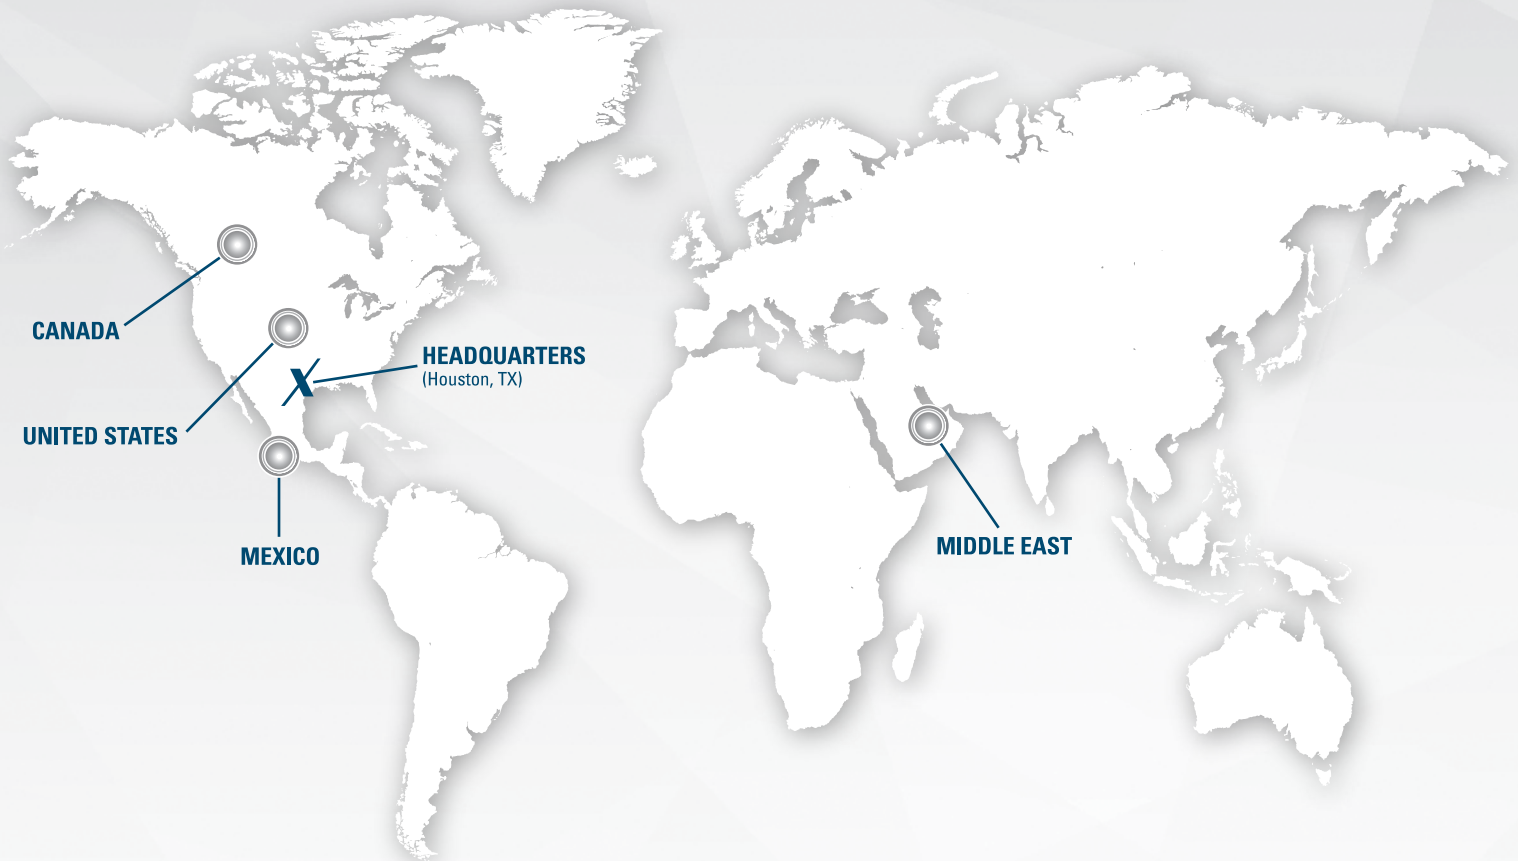 CANADA
HEADQUARTERS
(Houston, TX)
UNITED STATES
MEXICO
MIDDLE EAST